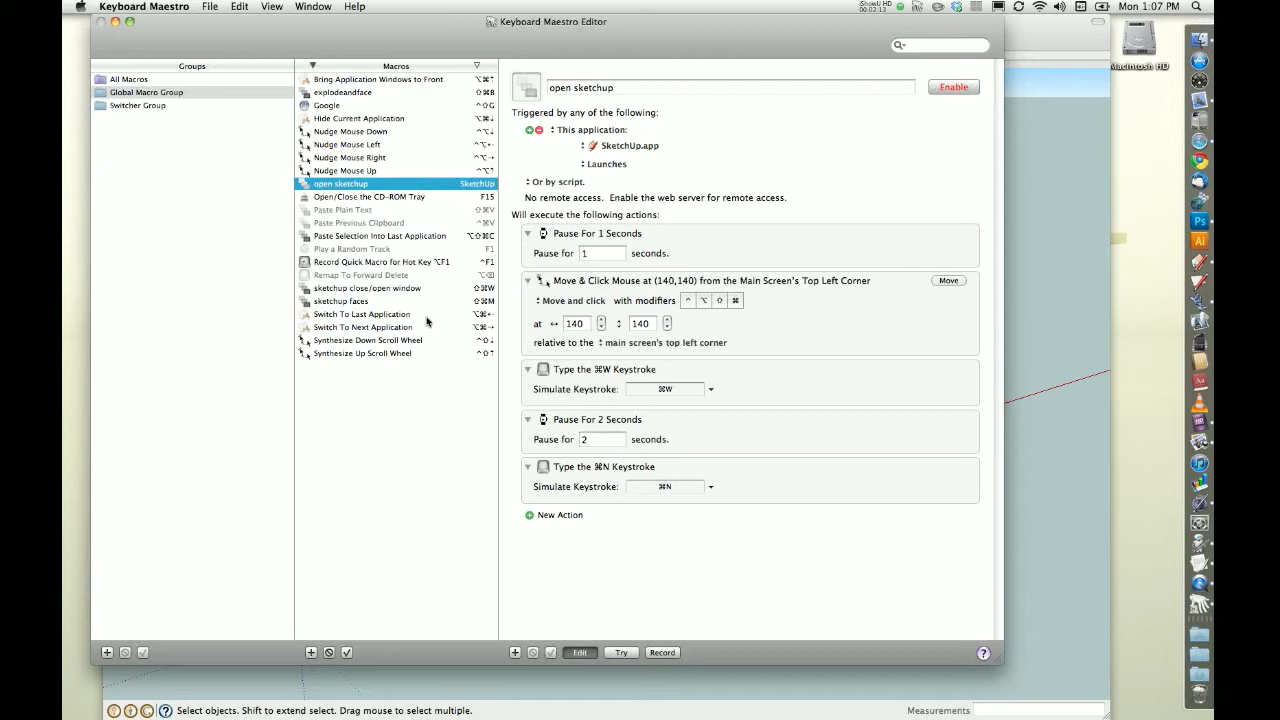 Keyboard Maestro File Edit View Window Help
iShowU HD
00:02:13
Mon 1:07 PM
Keyboard Maestro Editor
Macintosh HD
Groups
All Macros
Global Macro Group
Switcher Group
Macros
Bring Application Windows to Front ⌥⌘↑
explodeandface ⇧⌘B
Google ^⇧G
Hide Current Application ⌥⌘↓
Nudge Mouse Down ^⌥↓
Nudge Mouse Left ^⌥←
Nudge Mouse Right ^⌥→
Nudge Mouse Up ^⌥↑
open sketchup SketchUp
Open/Close the CD-ROM Tray F15
Paste Plain Text ⇧⌘V
Paste Previous Clipboard ^⌘V
Paste Selection Into Last Application ⌥⇧⌘C
Play a Random Track F1
Record Quick Macro for Hot Key ⌥F1 ^F1
Remap To Forward Delete ⌥⌫
sketchup close/open window ⇧⌘W
sketchup faces ⇧⌘M
Switch To Last Application ⌥⌘←
Switch To Next Application ⌥⌘→
Synthesize Down Scroll Wheel ^⇧↓
Synthesize Up Scroll Wheel ^⇧↑
open sketchup
Enable
Triggered by any of the following:
This application:
SketchUp.app
Launches
Or by script.
No remote access. Enable the web server for remote access.
Will execute the following actions:
Pause For 1 Seconds
Pause for 1 seconds.
Move & Click Mouse at (140,140) from the Main Screen's Top Left Corner Move
Move and click with modifiers ^ ⌥ ⇧ ⌘
at ↔ 140 ↕ 140
relative to the main screen's top left corner
Type the ⌘W Keystroke
Simulate Keystroke: ⌘W
Pause For 2 Seconds
Pause for 2 seconds.
Type the ⌘N Keystroke
Simulate Keystroke: ⌘N
New Action
Edit Try Record
?
Select objects. Shift to extend select. Drag mouse to select multiple.
Measurements
Ps
Ai
Aa